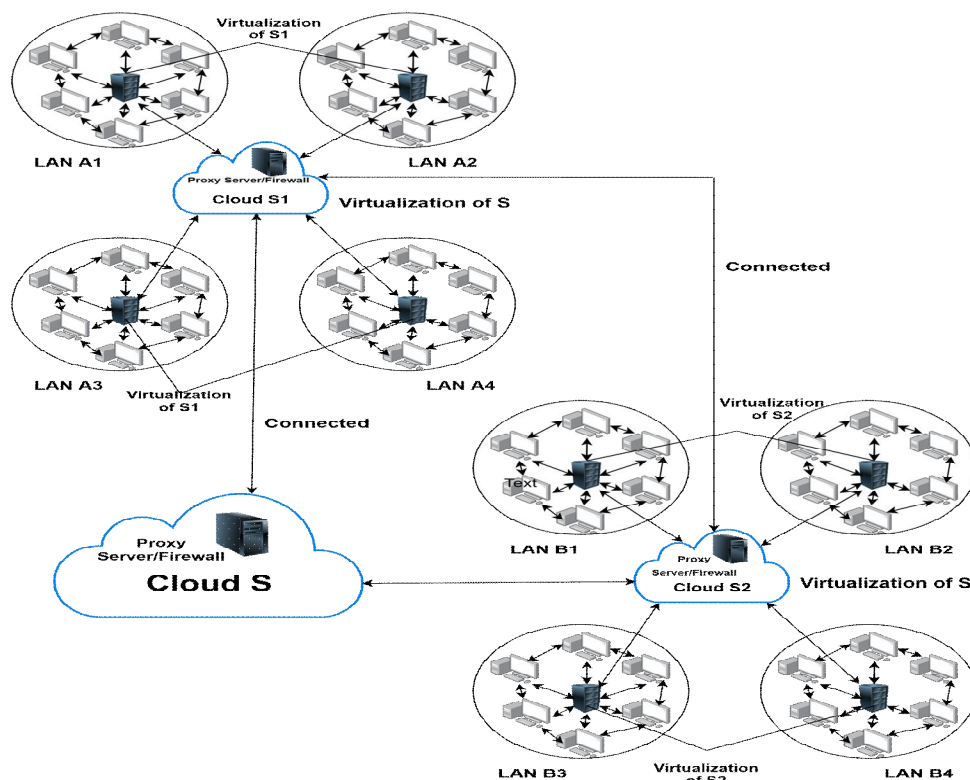 Virtualization
of S1
LAN A1
LAN A2
Proxy Server/Firewall
Cloud S1
Virtualization of S
Connected
LAN A3
LAN A4
Virtualization
of S1
Connected
Virtualization
of S2
Text
LAN B1
LAN B2
Proxy
Server/Firewall
Cloud S
Proxy
Server/Firewall
Cloud S2
Virtualization of S
LAN B3
LAN B4
Virtualization
of S2